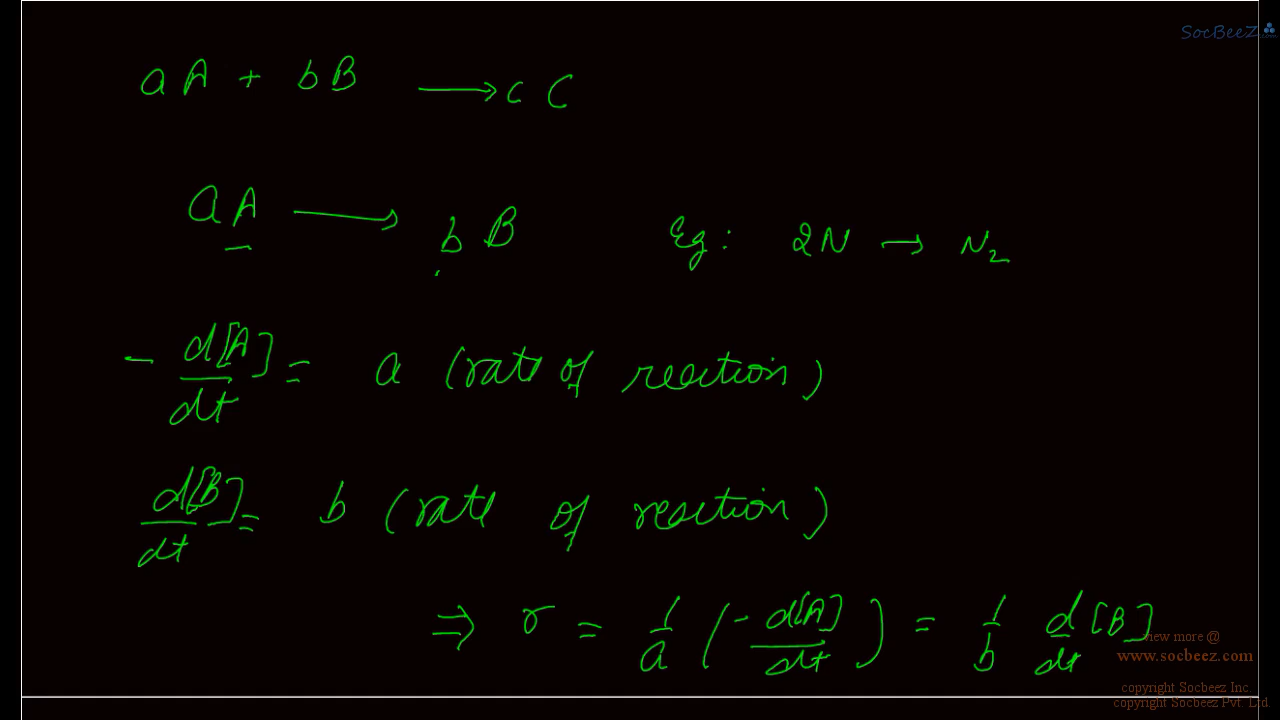 SocBeeZ.com
aA + bB → cC
aA → bB Eg: 2N → N₂
- d[A]/dt = a (rate of reaction)
d[B]/dt = b (rate of reaction)
⇒ r = 1/a (- d[A]/dt) = 1/b d/dt [B]
view more @
www.socbeez.com
copyright Socbeez Inc.
copyright Socbeez Pvt. Ltd.